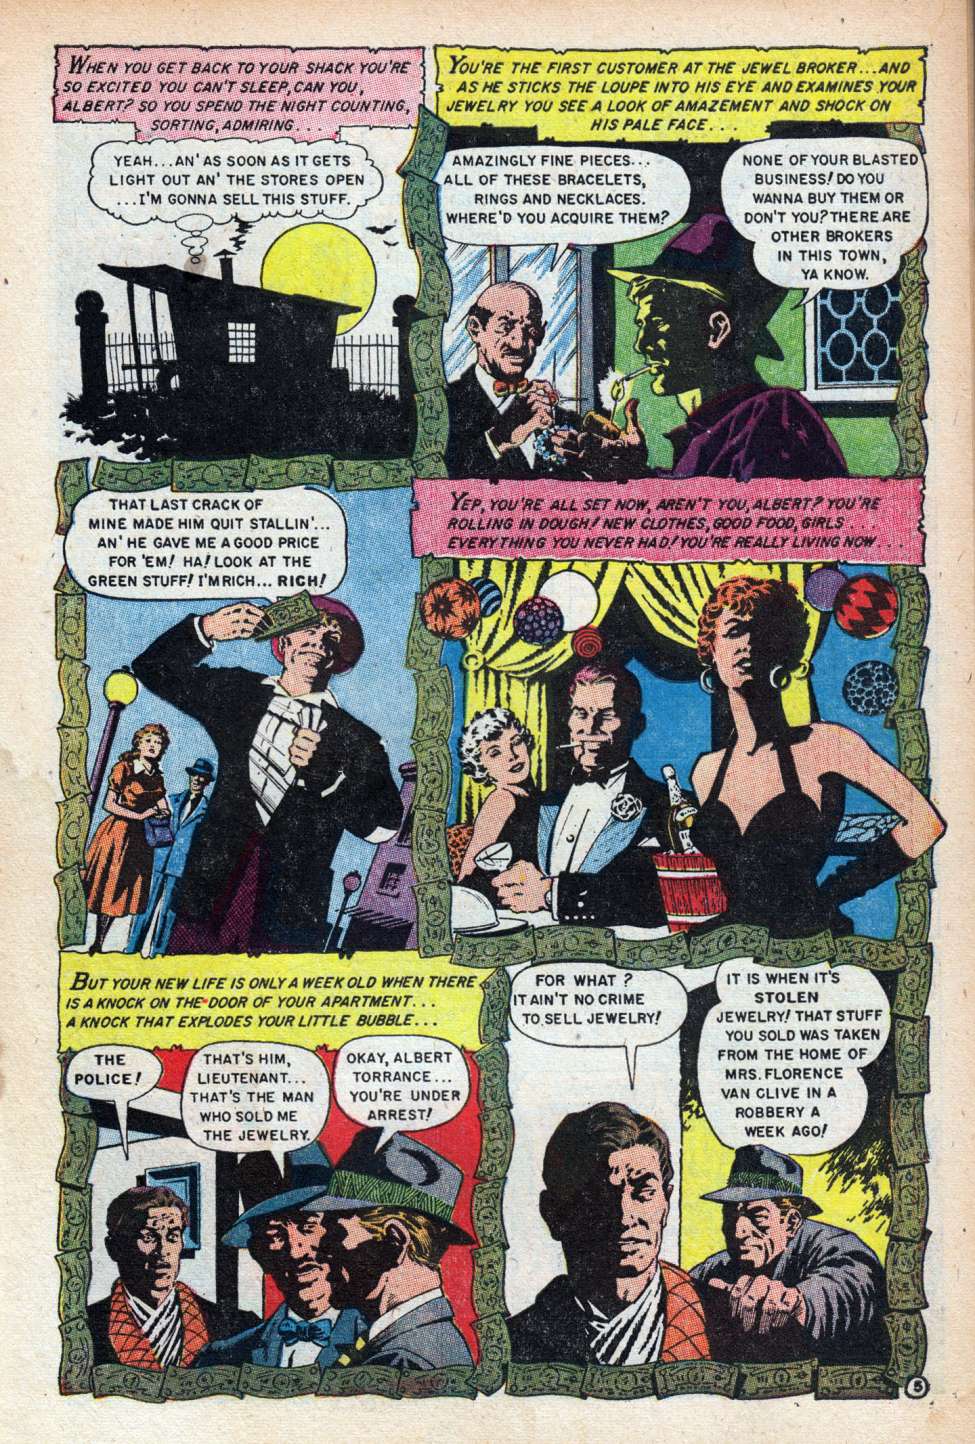 WHEN YOU GET BACK TO YOUR SHACK YOU'RE
SO EXCITED YOU CAN'T SLEEP, CAN YOU,
ALBERT? SO YOU SPEND THE NIGHT COUNTING,
SORTING, ADMIRING...
YEAH...AN' AS SOON AS IT GETS
LIGHT OUT AN' THE STORES OPEN
...I'M GONNA SELL THIS STUFF.
YOU'RE THE FIRST CUSTOMER AT THE JEWEL BROKER...AND
AS HE STICKS THE LOUPE INTO HIS EYE AND EXAMINES YOUR
JEWELRY YOU SEE A LOOK OF AMAZEMENT AND SHOCK ON
HIS PALE FACE...
AMAZINGLY FINE PIECES...
ALL OF THESE BRACELETS,
RINGS AND NECKLACES.
WHERE'D YOU ACQUIRE THEM?
NONE OF YOUR BLASTED
BUSINESS! DO YOU
WANNA BUY THEM OR
DON'T YOU? THERE ARE
OTHER BROKERS
IN THIS TOWN,
YA KNOW.
THAT LAST CRACK OF
MINE MADE HIM QUIT STALLIN'...
AN' HE GAVE ME A GOOD PRICE
FOR 'EM! HA! LOOK AT THE
GREEN STUFF! I'M RICH... RICH!
YEP, YOU'RE ALL SET NOW, AREN'T YOU, ALBERT? YOU'RE
ROLLING IN DOUGH! NEW CLOTHES, GOOD FOOD, GIRLS...
EVERYTHING YOU NEVER HAD! YOU'RE REALLY LIVING NOW...
BUT YOUR NEW LIFE IS ONLY A WEEK OLD WHEN THERE
IS A KNOCK ON THE DOOR OF YOUR APARTMENT...
A KNOCK THAT EXPLODES YOUR LITTLE BUBBLE...
THE
POLICE!
THAT'S HIM,
LIEUTENANT...
THAT'S THE MAN
WHO SOLD ME
THE JEWELRY.
OKAY, ALBERT
TORRANCE...
YOU'RE UNDER
ARREST!
FOR WHAT?
IT AIN'T NO CRIME
TO SELL JEWELRY!
IT IS WHEN IT'S
STOLEN
JEWELRY! THAT STUFF
YOU SOLD WAS TAKEN
FROM THE HOME OF
MRS. FLORENCE
VAN CLIVE IN A
ROBBERY A
WEEK AGO!
5